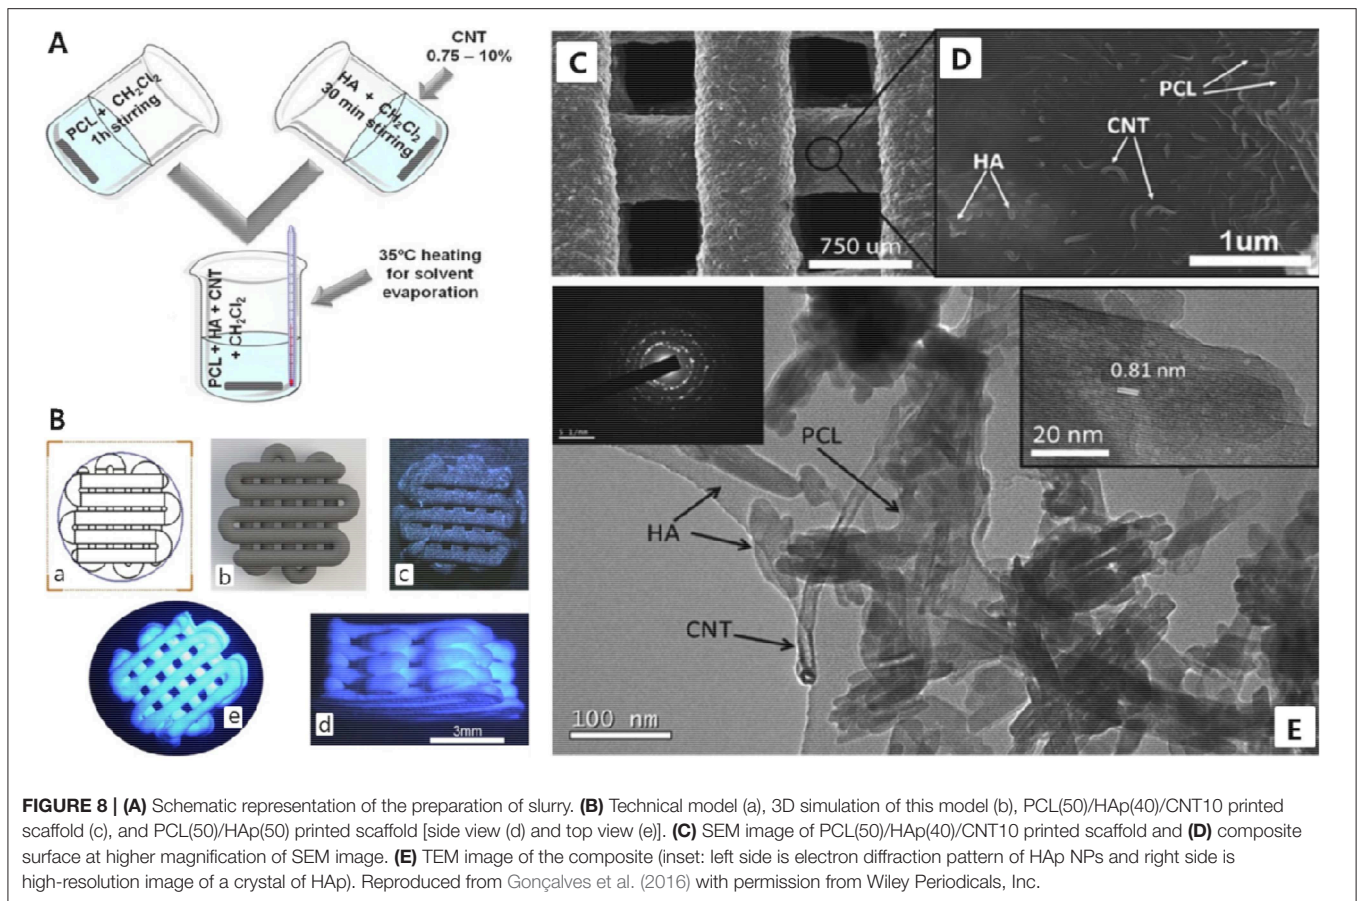 A
CNT
0.75 – 10%
PCL + CH2Cl2
1h stirring
HA + CH2Cl2
30 min stirring
35ºC heating
for solvent
evaporation
PCL + HA + CNT
+ CH2Cl2
B
a
b
c
e
d
3mm
C
750 um
D
PCL
CNT
HA
1um
5 1/nm
0.81 nm
20 nm
PCL
HA
CNT
100 nm
E
FIGURE 8 | (A) Schematic representation of the preparation of slurry. (B) Technical model (a), 3D simulation of this model (b), PCL(50)/HAp(40)/CNT10 printed
scaffold (c), and PCL(50)/HAp(50) printed scaffold [side view (d) and top view (e)]. (C) SEM image of PCL(50)/HAp(40)/CNT10 printed scaffold and (D) composite
surface at higher magnification of SEM image. (E) TEM image of the composite (inset: left side is electron diffraction pattern of HAp NPs and right side is
high-resolution image of a crystal of HAp). Reproduced from Gonçalves et al. (2016) with permission from Wiley Periodicals, Inc.